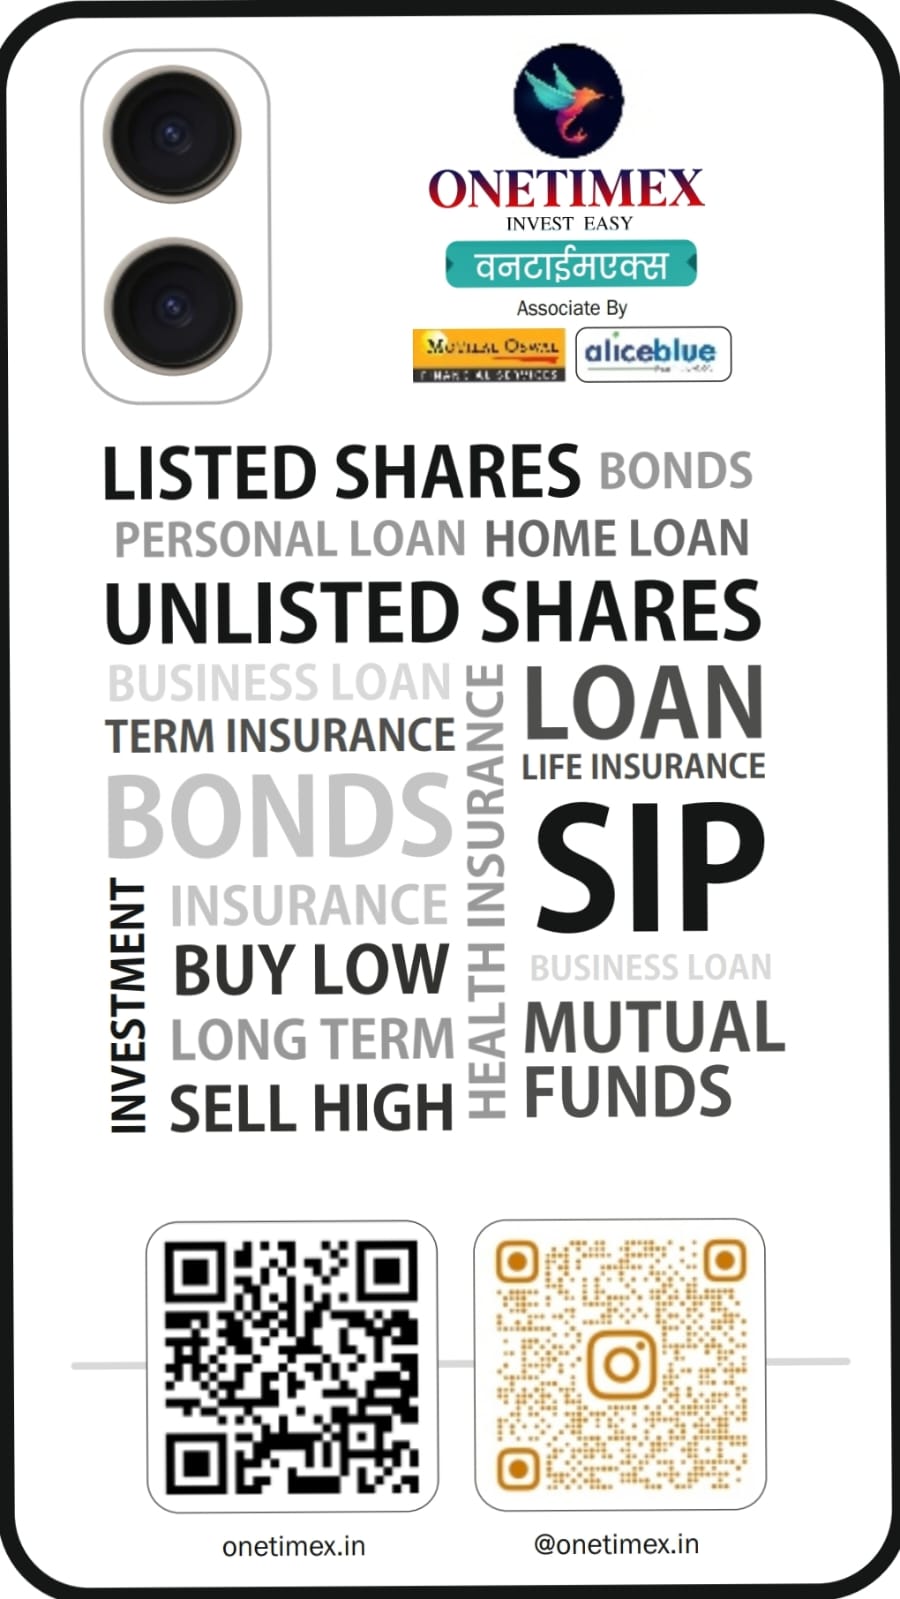 ONETIMEX
INVEST EASY
वनटाईमएक्स
Associate By
MOTILAL OSWAL
FINANCIAL SERVICES
aliceblue
LISTED SHARES BONDS
PERSONAL LOAN HOME LOAN
UNLISTED SHARES
BUSINESS LOAN
TERM INSURANCE
BONDS
INSURANCE
BUY LOW
LONG TERM
SELL HIGH
INVESTMENT
HEALTH INSURANCE
LOAN
LIFE INSURANCE
SIP
BUSINESS LOAN
MUTUAL
FUNDS
onetimex.in
@onetimex.in